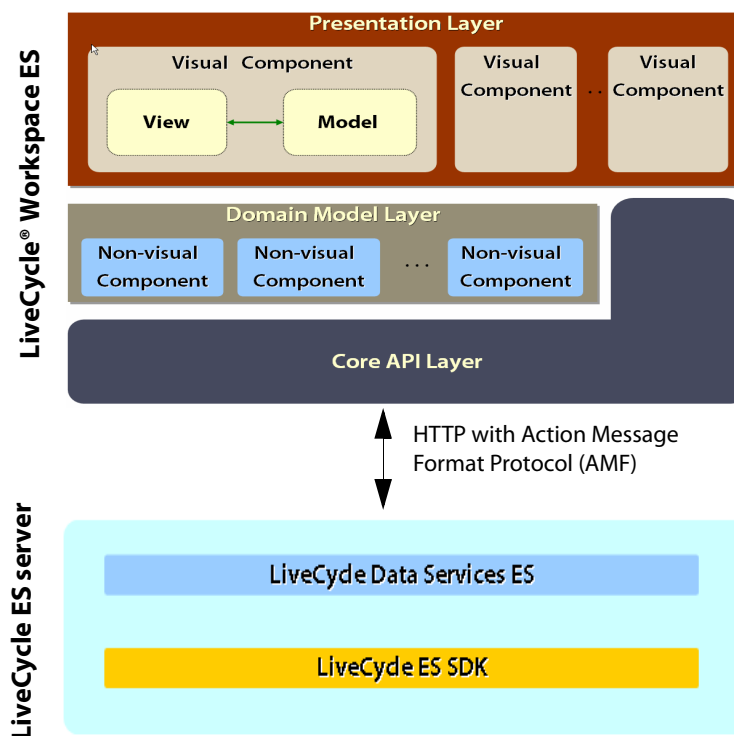 LiveCycle® Workspace ES
Presentation Layer
Visual Component
View
Model
Visual
Component
. .
Visual
Component
Domain Model Layer
Non-visual
Component
Non-visual
Component
. . .
Non-visual
Component
Core API Layer
HTTP with Action Message
Format Protocol (AMF)
LiveCycle ES server
LiveCycle Data Services ES
LiveCycle ES SDK